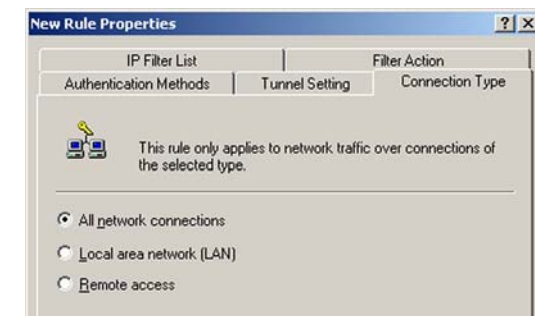 New Rule Properties
IP Filter List Filter Action
Authentication Methods Tunnel Setting Connection Type
This rule only applies to network traffic over connections of
the selected type.
All network connections
Local area network (LAN)
Remote access